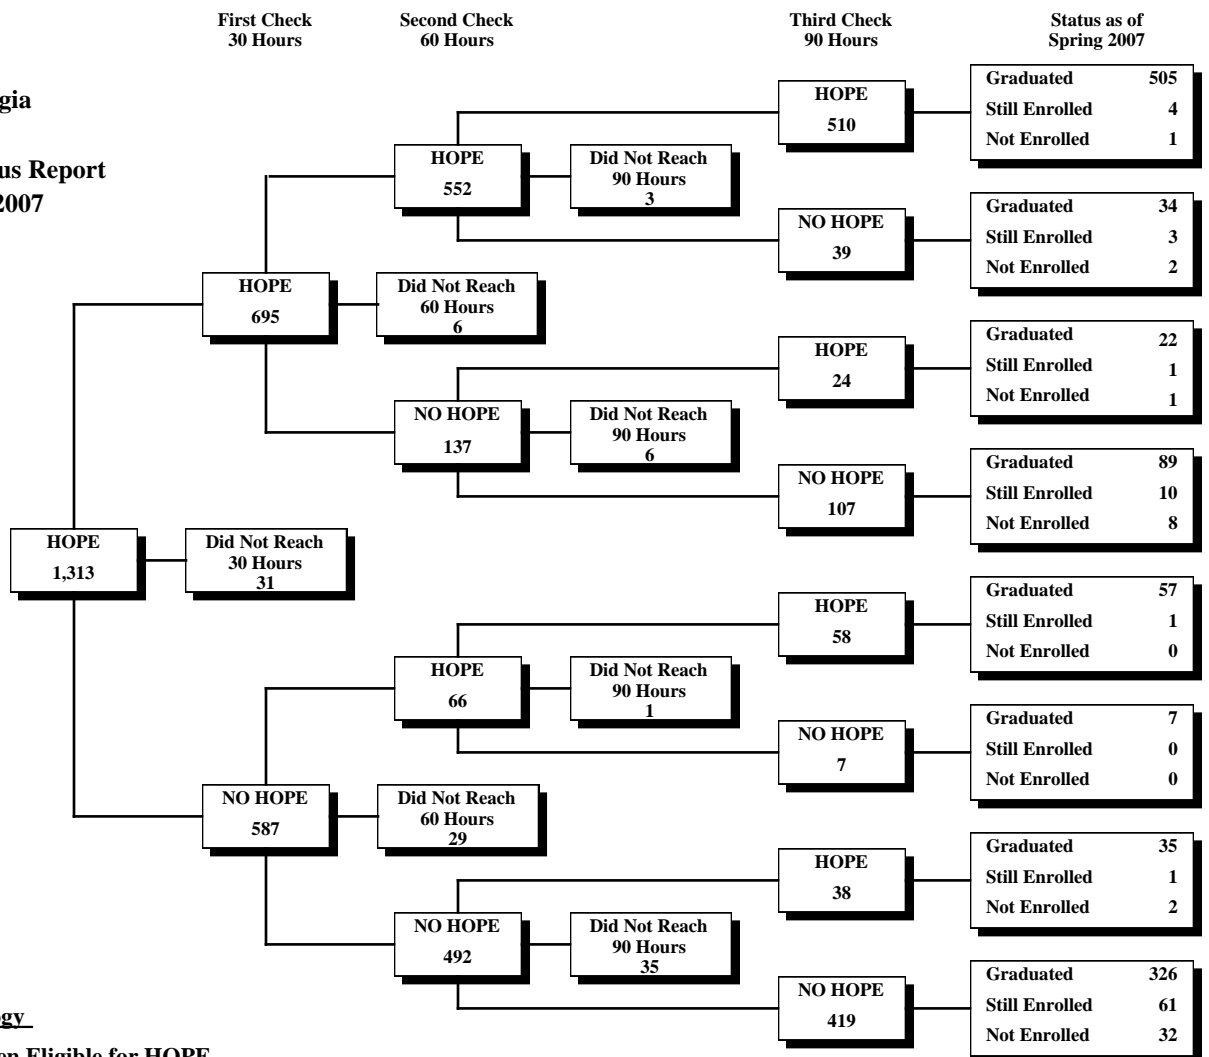 First Check
30 Hours
Second Check
60 Hours
Third Check
90 Hours
Status as of
Spring 2007
gia
us Report
2007
HOPE
1,313
Did Not Reach
30 Hours
31
HOPE
695
Did Not Reach
60 Hours
6
NO HOPE
587
Did Not Reach
60 Hours
29
HOPE
552
Did Not Reach
90 Hours
3
NO HOPE
137
Did Not Reach
90 Hours
6
HOPE
66
Did Not Reach
90 Hours
1
NO HOPE
492
Did Not Reach
90 Hours
35
HOPE
510
Graduated 505
Still Enrolled 4
Not Enrolled 1
NO HOPE
39
Graduated 34
Still Enrolled 3
Not Enrolled 2
HOPE
24
Graduated 22
Still Enrolled 1
Not Enrolled 1
NO HOPE
107
Graduated 89
Still Enrolled 10
Not Enrolled 8
HOPE
58
Graduated 57
Still Enrolled 1
Not Enrolled 0
NO HOPE
7
Graduated 7
Still Enrolled 0
Not Enrolled 0
HOPE
38
Graduated 35
Still Enrolled 1
Not Enrolled 2
NO HOPE
419
Graduated 326
Still Enrolled 61
Not Enrolled 32
gy
en Eligible for HOPE